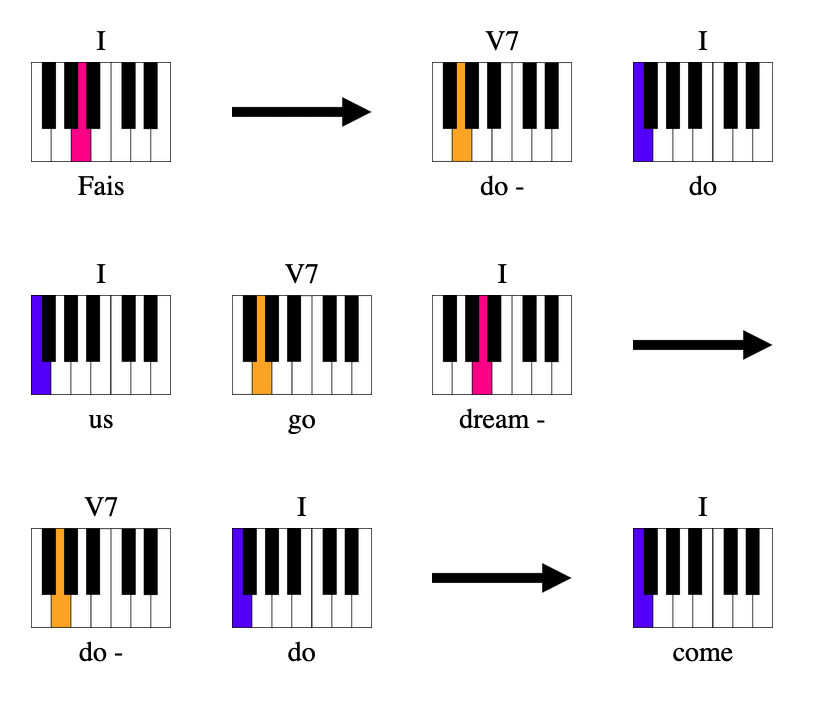 I V7 I
Fais do - do
I V7 I
us go dream -
V7 I I
do - do come